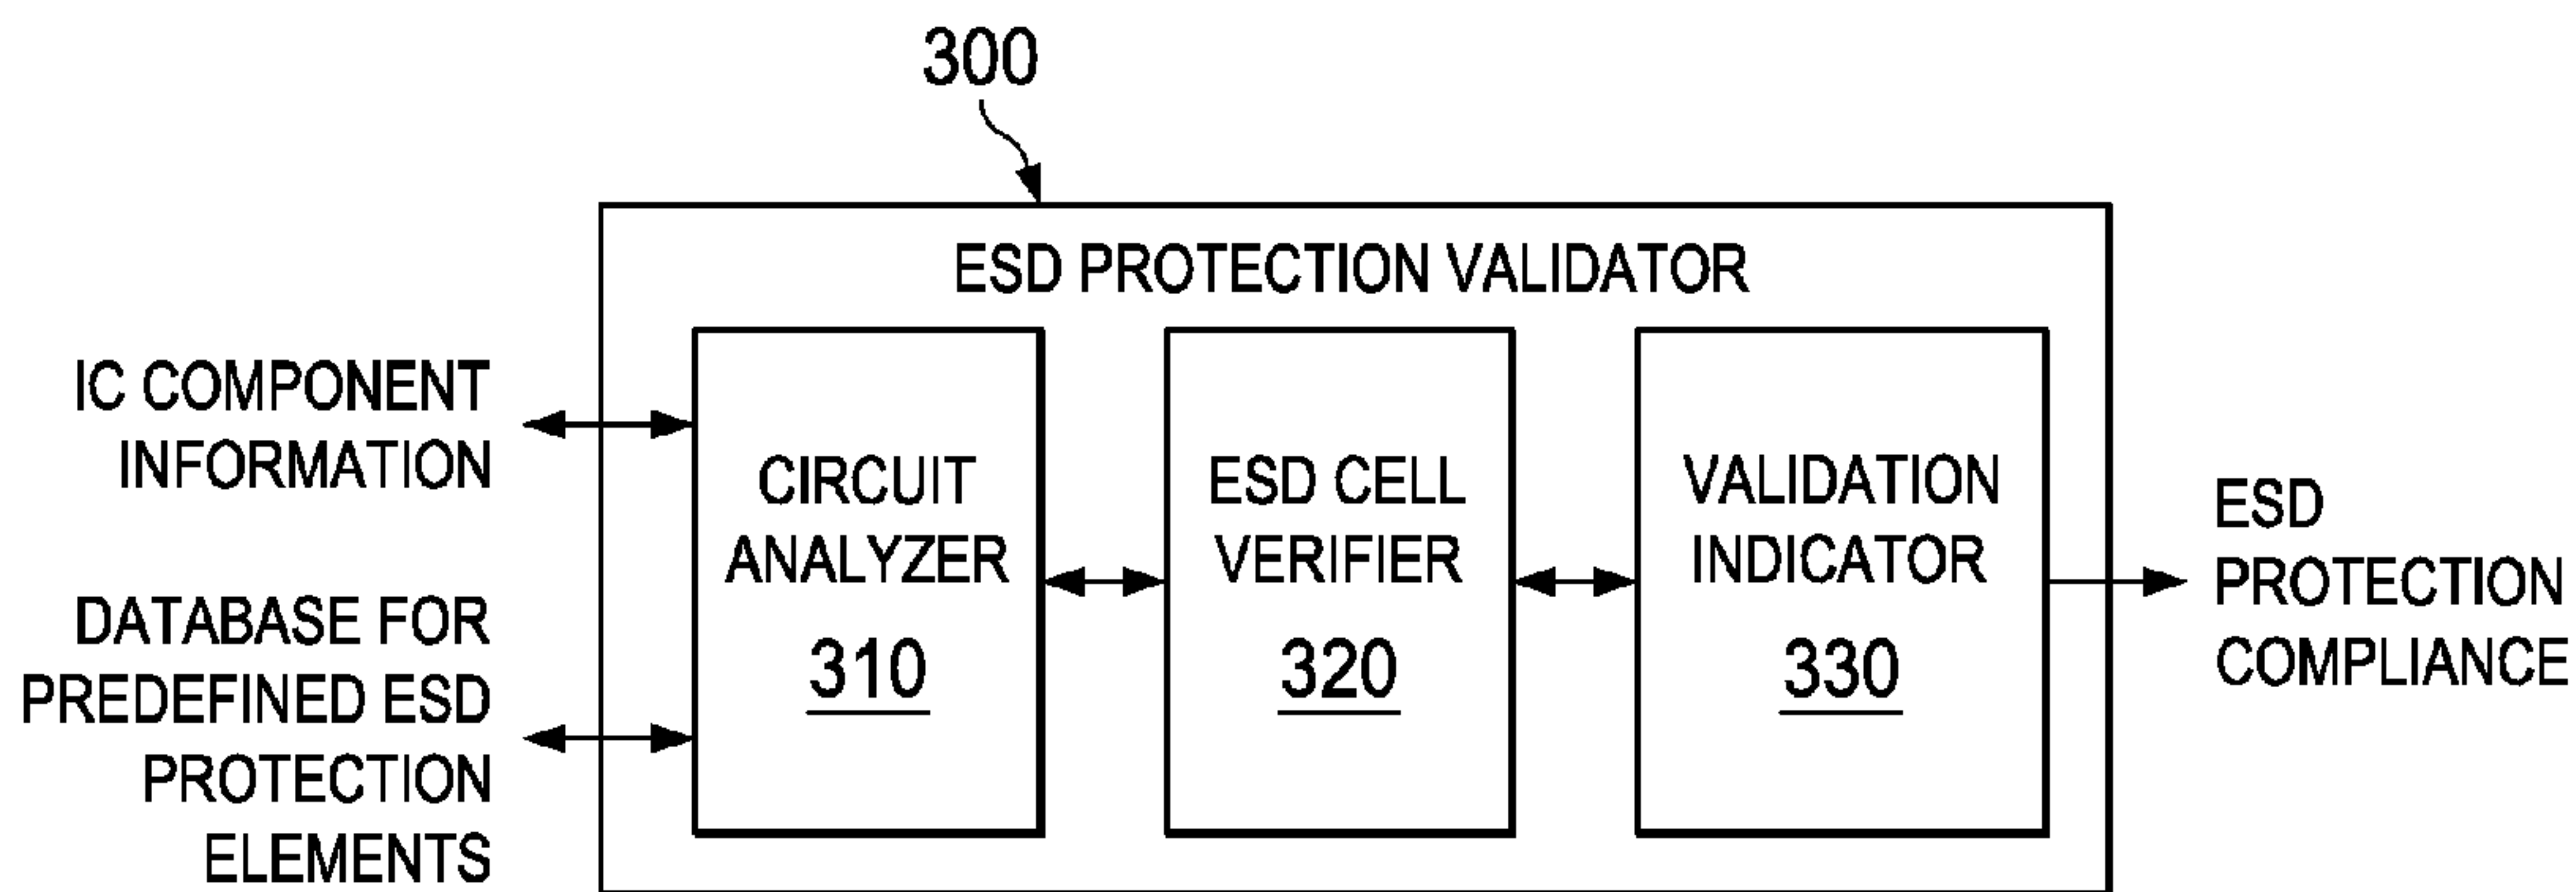 300
ESD PROTECTION VALIDATOR
IC COMPONENT
INFORMATION
DATABASE FOR
PREDEFINED ESD
PROTECTION
ELEMENTS
CIRCUIT
ANALYZER
310
ESD CELL
VERIFIER
320
VALIDATION
INDICATOR
330
ESD
PROTECTION
COMPLIANCE